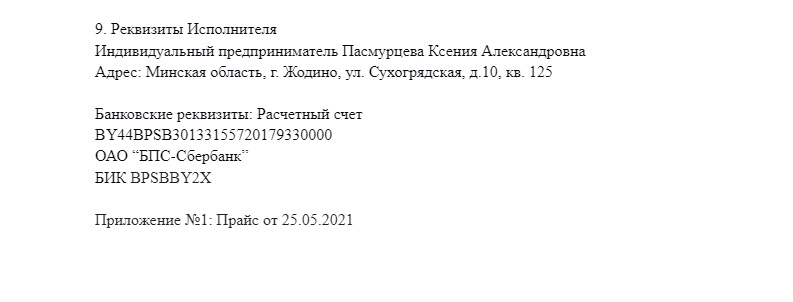 9. Реквизиты Исполнителя
Индивидуальный предприниматель Пасмурцева Ксения Александровна
Адрес: Минская область, г. Жодино, ул. Сухогрядская, д.10, кв. 125
Банковские реквизиты: Расчетный счет
BY44BPSB30133155720179330000
ОАО “БПС-Сбербанк”
БИК BPSBBY2X
Приложение №1: Прайс от 25.05.2021